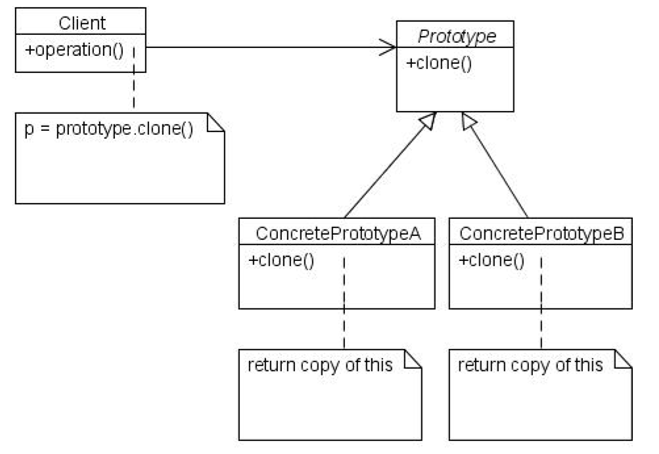 Client
+operation()
p = prototype.clone()
Prototype
+clone()
ConcretePrototypeA
+clone()
return copy of this
ConcretePrototypeB
+clone()
return copy of this